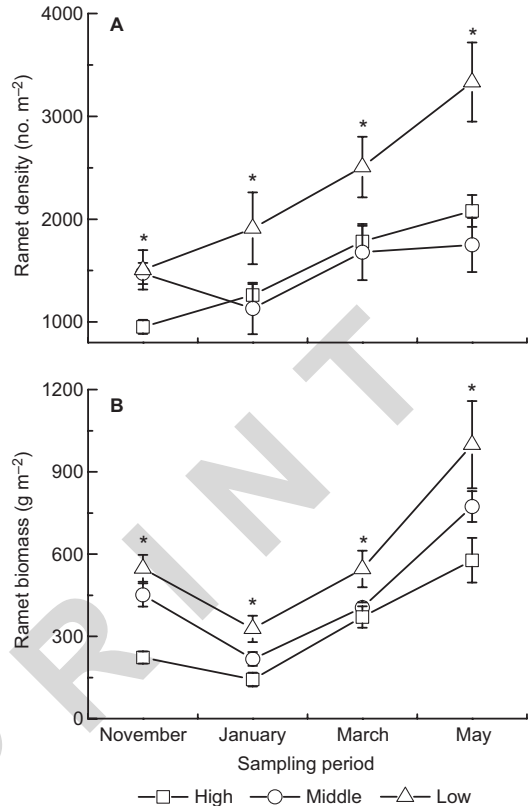 A
Ramet density (no. m⁻²)
4000
3000
2000
1000
*
*
*
*
B
Ramet biomass (g m⁻²)
1200
900
600
300
0
*
*
*
*
November January March May
Sampling period
High Middle Low
RINT